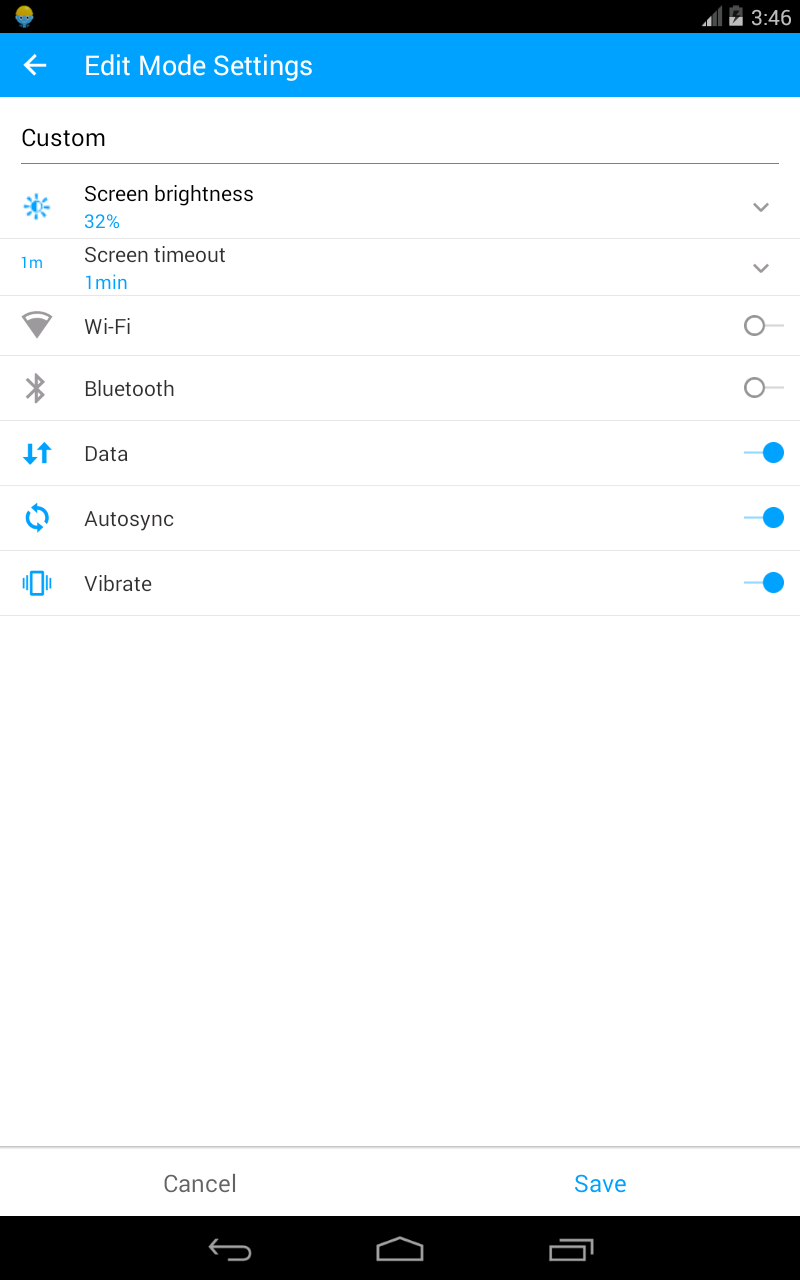 3:46
Edit Mode Settings
Custom
Screen brightness
32%
1m
Screen timeout
1min
Wi-Fi
Bluetooth
Data
Autosync
Vibrate
Cancel
Save